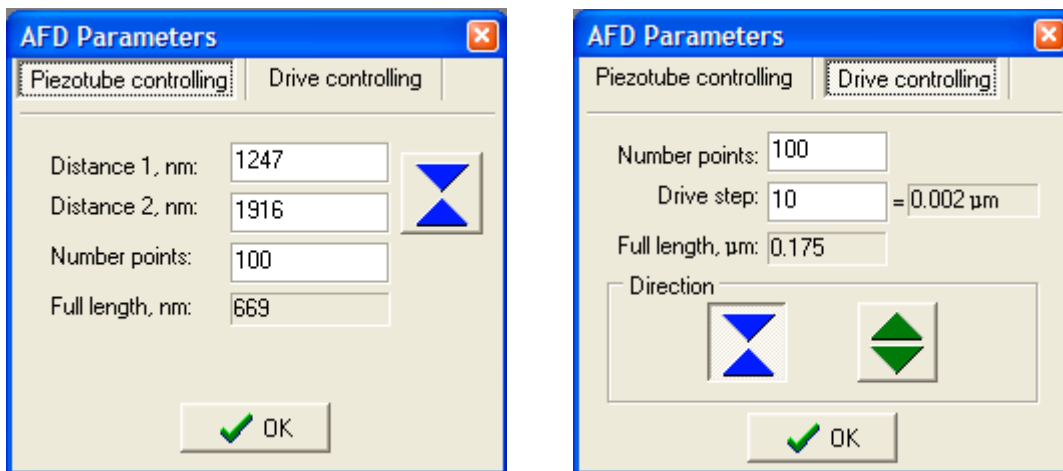 AFD Parameters
Piezotube controlling Drive controlling
Distance 1, nm: 1247
Distance 2, nm: 1916
Number points: 100
Full length, nm: 669
OK
AFD Parameters
Piezotube controlling Drive controlling
Number points: 100
Drive step: 10 = 0.002 µm
Full length, µm: 0.175
Direction
OK